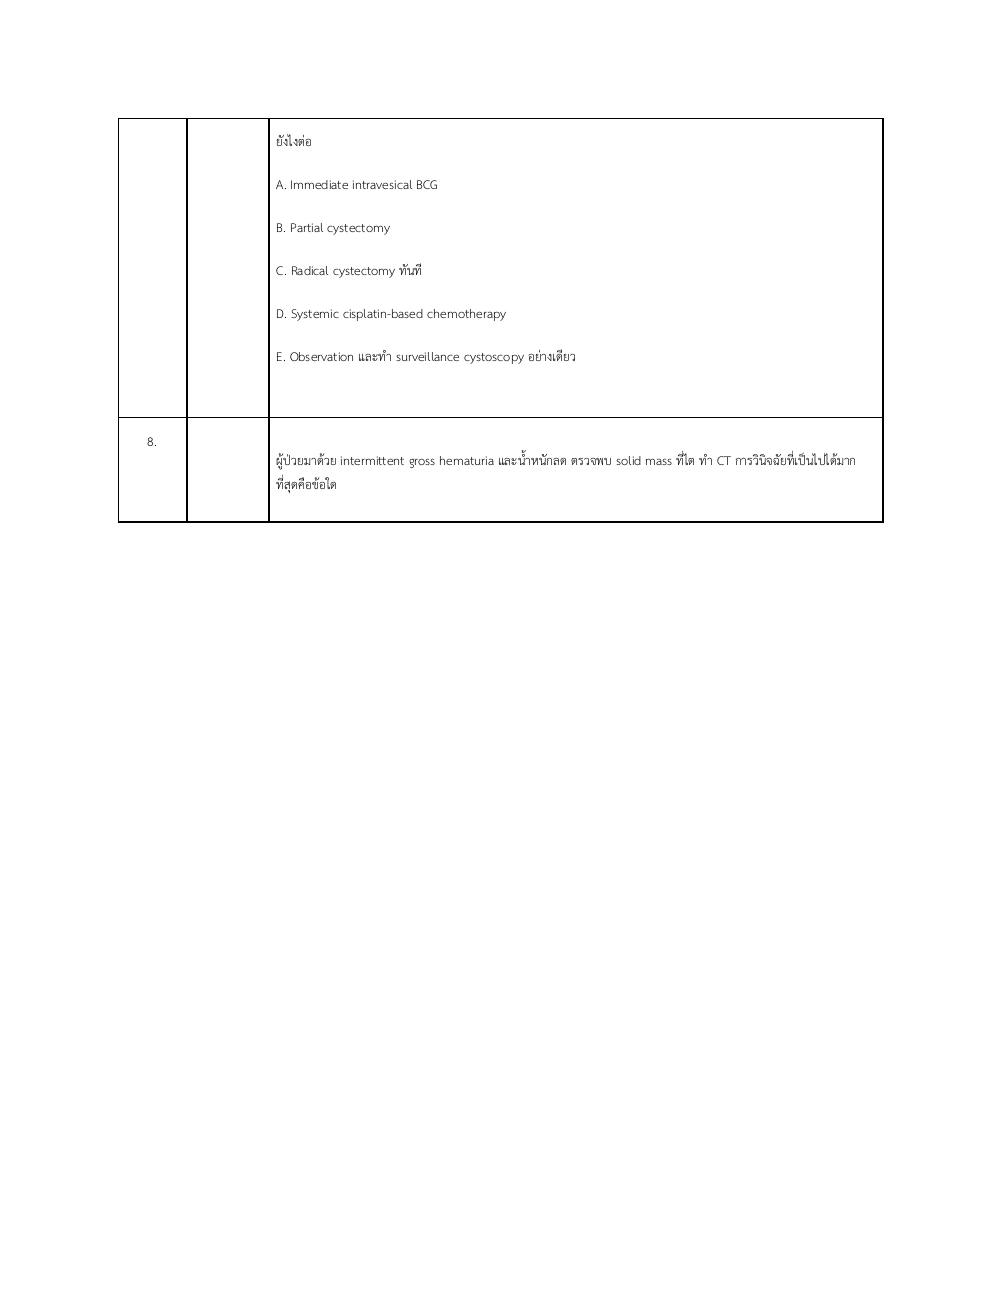 ยังไงต่อ
A. Immediate intravesical BCG
B. Partial cystectomy
C. Radical cystectomy ทันที
D. Systemic cisplatin-based chemotherapy
E. Observation และทำ surveillance cystoscopy อย่างเดียว
8.
ผู้ป่วยมาด้วย intermittent gross hematuria และน้ำหนักลด ตรวจพบ solid mass ที่ไต ทำ CT การวินิจฉัยที่เป็นไปได้มาก
ที่สุดคือข้อใด